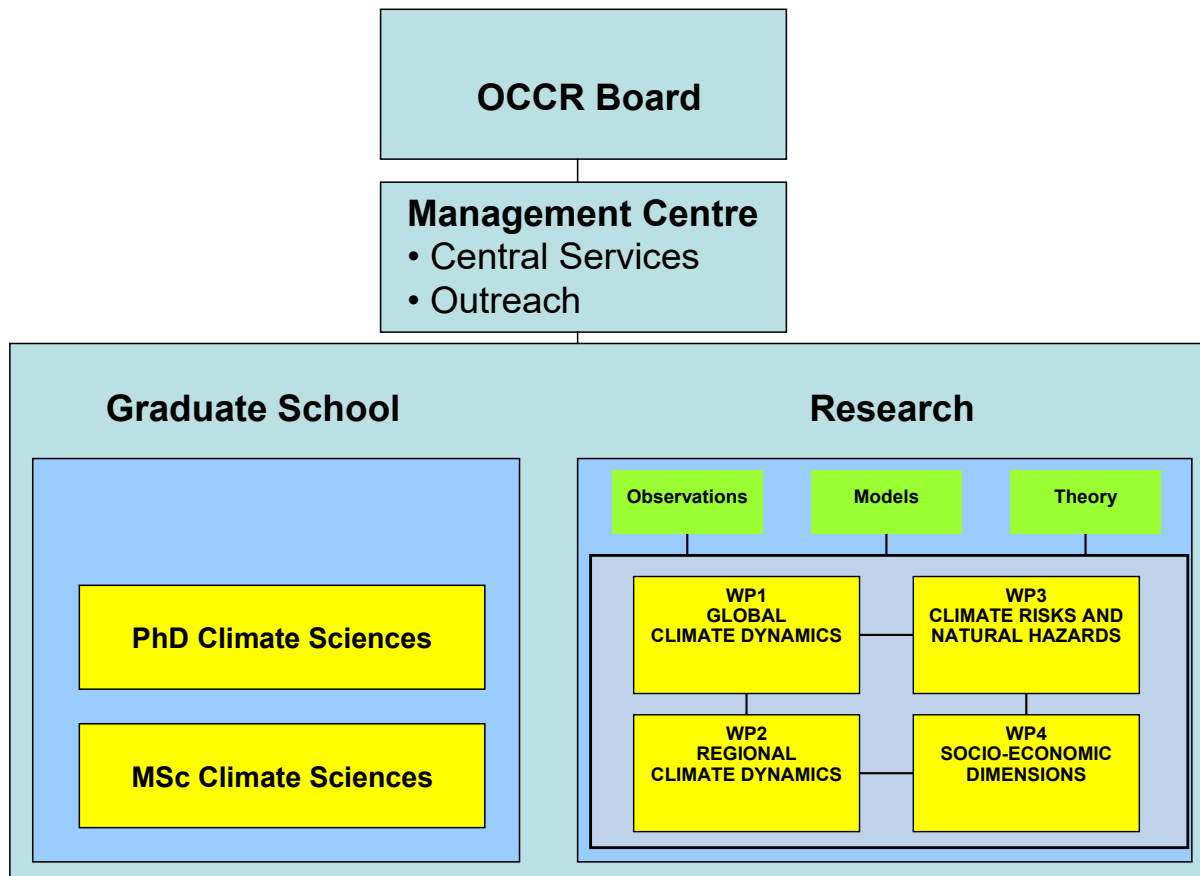 OCCR Board
Management Centre
• Central Services
• Outreach
Graduate School
Research
Observations
Models
Theory
PhD Climate Sciences
MSc Climate Sciences
WP1
GLOBAL
CLIMATE DYNAMICS
WP3
CLIMATE RISKS AND
NATURAL HAZARDS
WP2
REGIONAL
CLIMATE DYNAMICS
WP4
SOCIO-ECONOMIC
DIMENSIONS